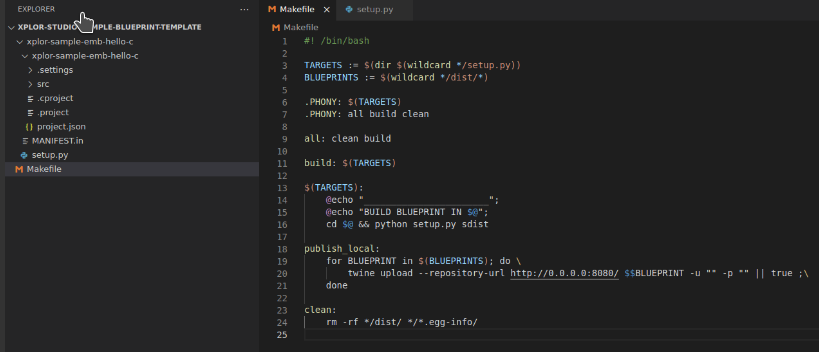 EXPLORER
...
XPLOR-STUDIO MPLE-BLUEPRINT-TEMPLATE
xplor-sample-emb-hello-c
xplor-sample-emb-hello-c
.settings
src
.cproject
.project
{} project.json
MANIFEST.in
setup.py
Makefile
Makefile
setup.py
Makefile
1 #! /bin/bash
2
3 TARGETS := $(dir $(wildcard */setup.py))
4 BLUEPRINTS := $(wildcard */dist/*)
5
6 .PHONY: $(TARGETS)
7 .PHONY: all build clean
8
9 all: clean build
10
11 build: $(TARGETS)
12
13 $(TARGETS):
14 @echo "____________________________";
15 @echo "BUILD BLUEPRINT IN $@";
16 cd $@ && python setup.py sdist
17
18 publish_local:
19 for BLUEPRINT in $(BLUEPRINTS); do \
20 twine upload --repository-url http://0.0.0.0:8080/ $$BLUEPRINT -u "" -p "" || true ;\
21 done
22
23 clean:
24 rm -rf */dist/ */*.egg-info/
25